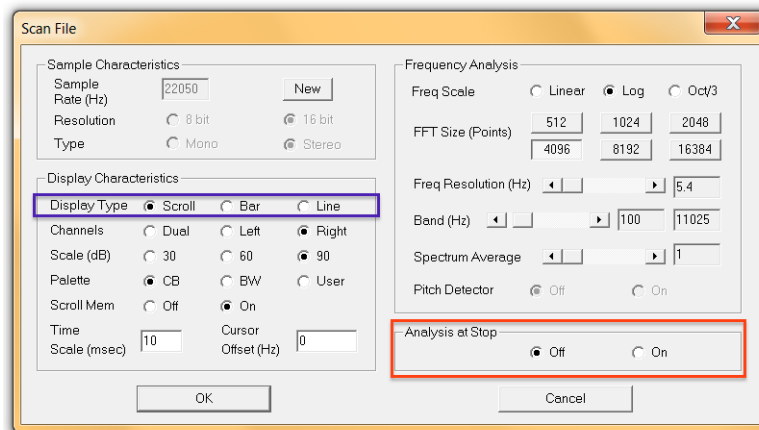 Scan File
X
Sample Characteristics
Sample
Rate (Hz) 22050 New
Resolution 8 bit 16 bit
Type Mono Stereo
Display Characteristics
Display Type Scroll Bar Line
Channels Dual Left Right
Scale (dB) 30 60 90
Palette CB BW User
Scroll Mem Off On
Time
Scale (msec) 10 Cursor
Offset (Hz) 0
OK
Frequency Analysis
Freq Scale Linear Log Oct/3
FFT Size (Points) 512 1024 2048
4096 8192 16384
Freq Resolution (Hz) 5.4
Band (Hz) 100 11025
Spectrum Average 1
Pitch Detector Off On
Analysis at Stop
Off On
Cancel